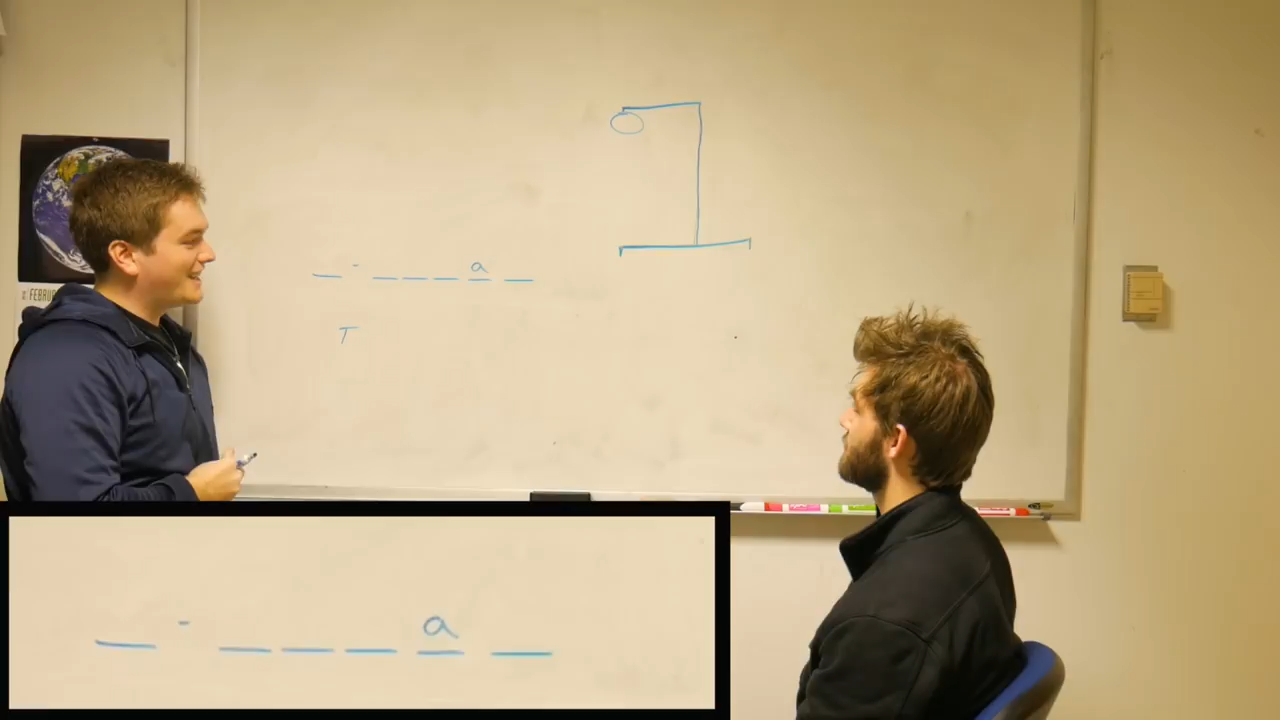 FEBRU
_ - _ _ _ a _
T
_ - _ _ _ a _